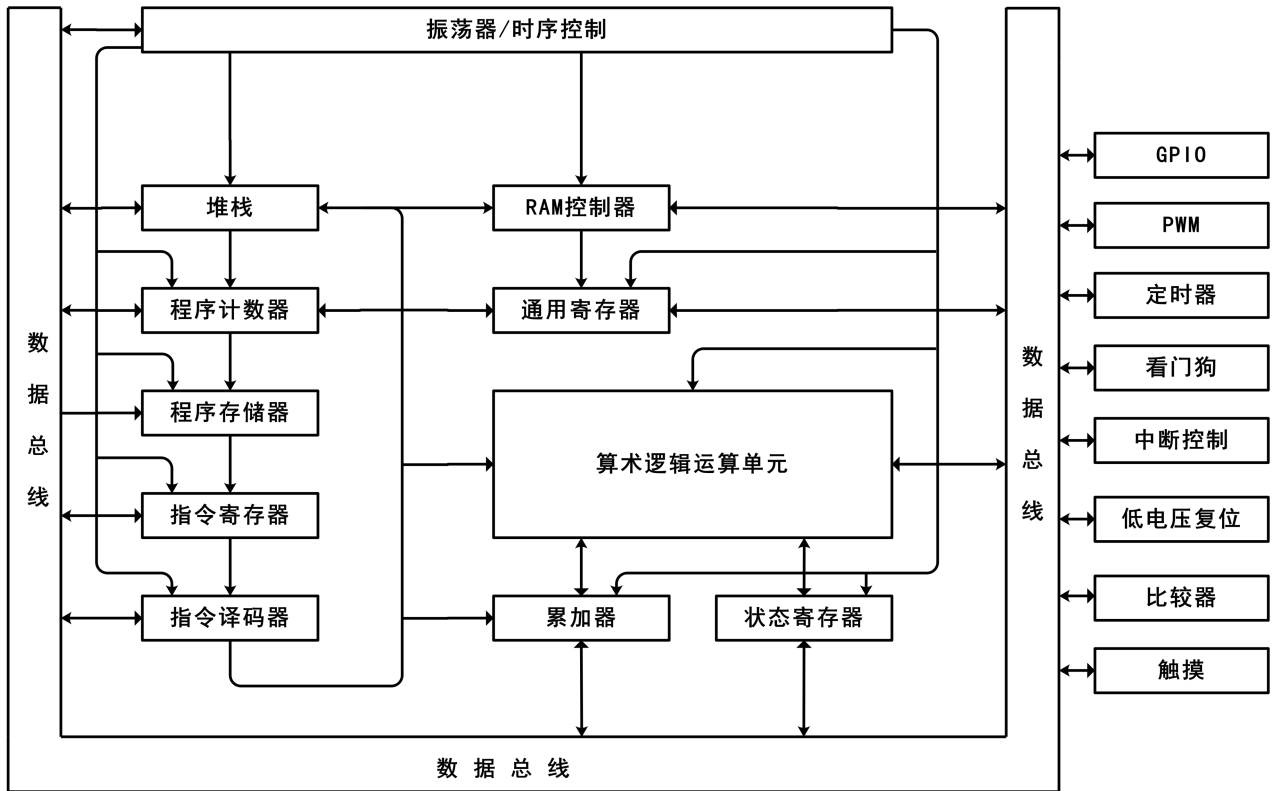 振荡器/时序控制
堆栈
RAM控制器
程序计数器
通用寄存器
程序存储器
算术逻辑运算单元
指令寄存器
指令译码器
累加器
状态寄存器
数据总线
数据总线
数据总线
GPIO
PWM
定时器
看门狗
中断控制
低电压复位
比较器
触摸